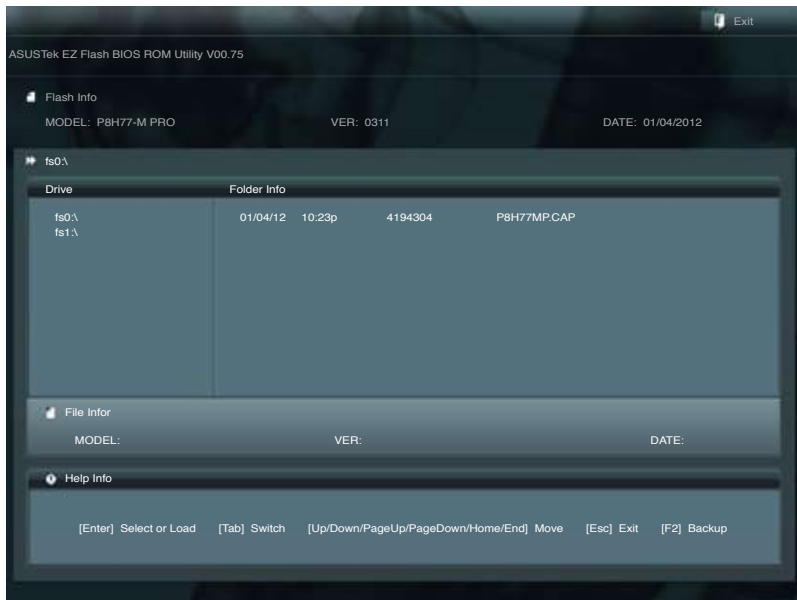 Exit
ASUSTek EZ Flash BIOS ROM Utility V00.75
Flash Info
MODEL: P8H77-M PRO VER: 0311 DATE: 01/04/2012
fs0:\
Drive Folder Info
fs0:\ 01/04/12 10:23p 4194304 P8H77MP.CAP
fs1:\
File Infor
MODEL: VER: DATE:
Help Info
[Enter] Select or Load [Tab] Switch [Up/Down/PageUp/PageDown/Home/End] Move [Esc] Exit [F2] Backup